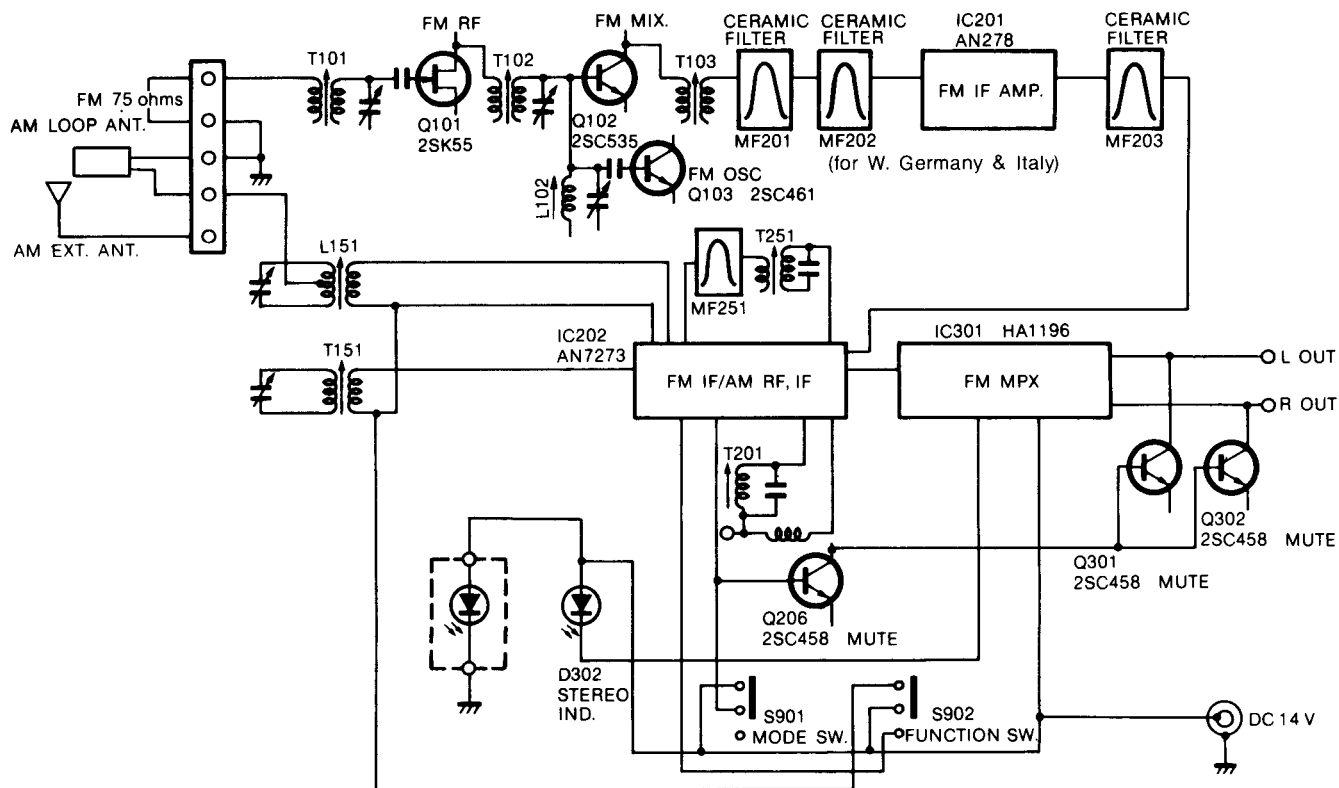 FM RF
FM MIX.
CERAMIC
FILTER
CERAMIC
FILTER
IC201
AN278
CERAMIC
FILTER
T101
T102
T103
FM 75 ohms
AM LOOP ANT.
Q101
2SK55
Q102
2SC535
MF201
MF202
(for W. Germany & Italy)
FM IF AMP.
MF203
FM OSC
Q103 2SC461
L102
AM EXT. ANT.
L151
T251
MF251
IC202
AN7273
IC301 HA1196
T151
FM IF/AM RF, IF
FM MPX
L OUT
R OUT
T201
Q302
2SC458 MUTE
Q301
2SC458 MUTE
Q206
2SC458 MUTE
D302
STEREO
IND.
S901
MODE SW.
S902
FUNCTION SW.
DC 14 V